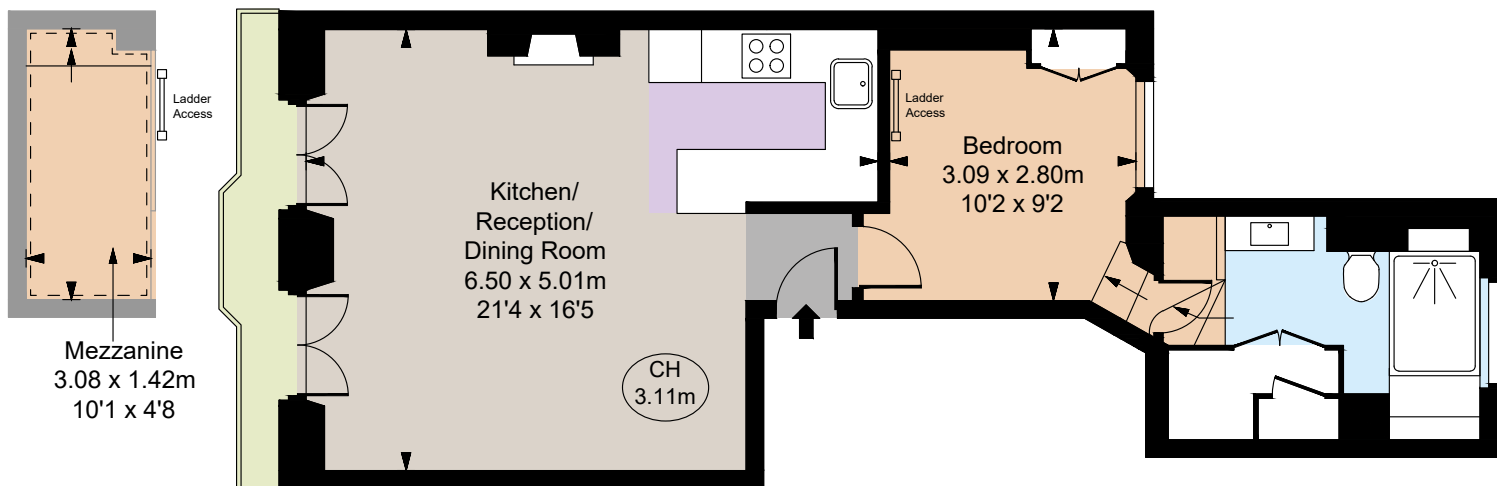 Ladder
Access
Mezzanine
3.08 x 1.42m
10'1 x 4'8
Kitchen/
Reception/
Dining Room
6.50 x 5.01m
21'4 x 16'5
CH
3.11m
Ladder
Access
Bedroom
3.09 x 2.80m
10'2 x 9'2